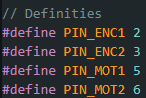 // Definities
#define PIN_ENC1 2
#define PIN_ENC2 3
#define PIN_MOT1 5
#define PIN_MOT2 6